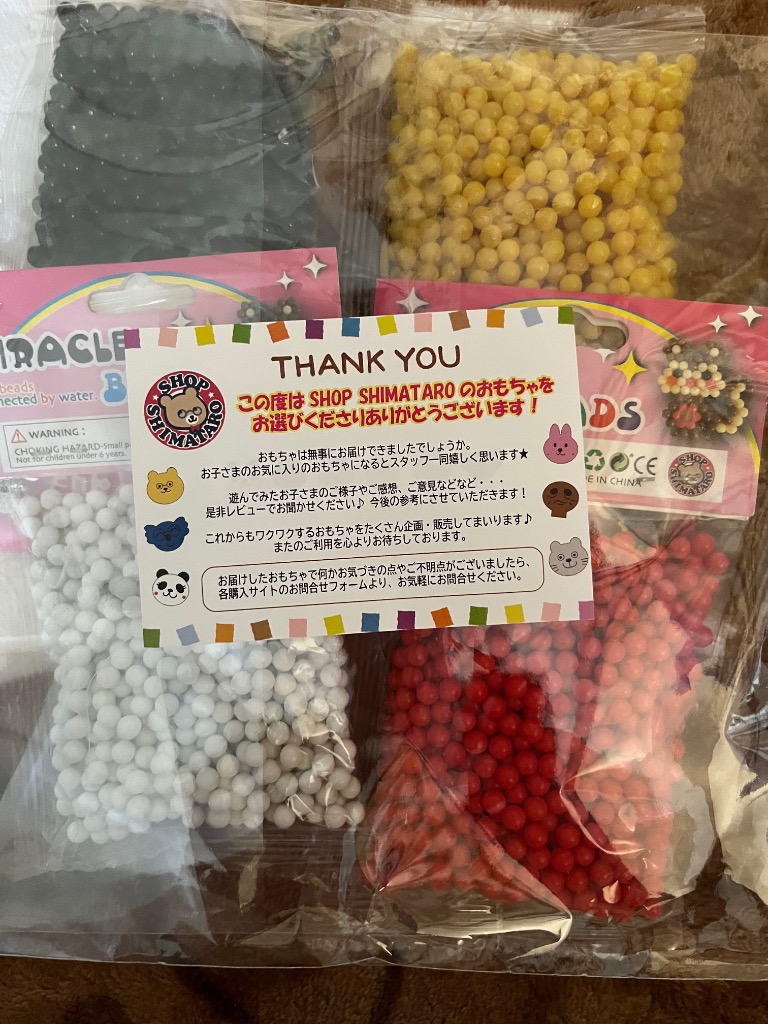 THANK YOU
SHOP SHIMATARO
この度は SHOP SHIMATARO のおもちゃを
お選びくださりありがとうございます！
おもちゃは無事にお届けできましたでしょうか。
お子さまのお気に入りのおもちゃになるとスタッフ一同嬉しく思います★
遊んでみたお子さまのご様子やご感想、ご意見などなど・・・
是非レビューでお聞かせください♪ 今後の参考にさせていただきます！
これからもワクワクするおもちゃをたくさん企画・販売してまいります♪
またのご利用を心よりお待ちしております。
お届けしたおもちゃで何かお気づきの点やご不明点がございましたら、
各購入サイトのお問合せフォームより、お気軽にお問合せください。
IRACLE
beads
nected by water.
B
WARNING :
CHOKING HAZARD-Small p
Not for children under 6 years.
DS
CE
DE IN CHINA
SHOP
SHIMATARO